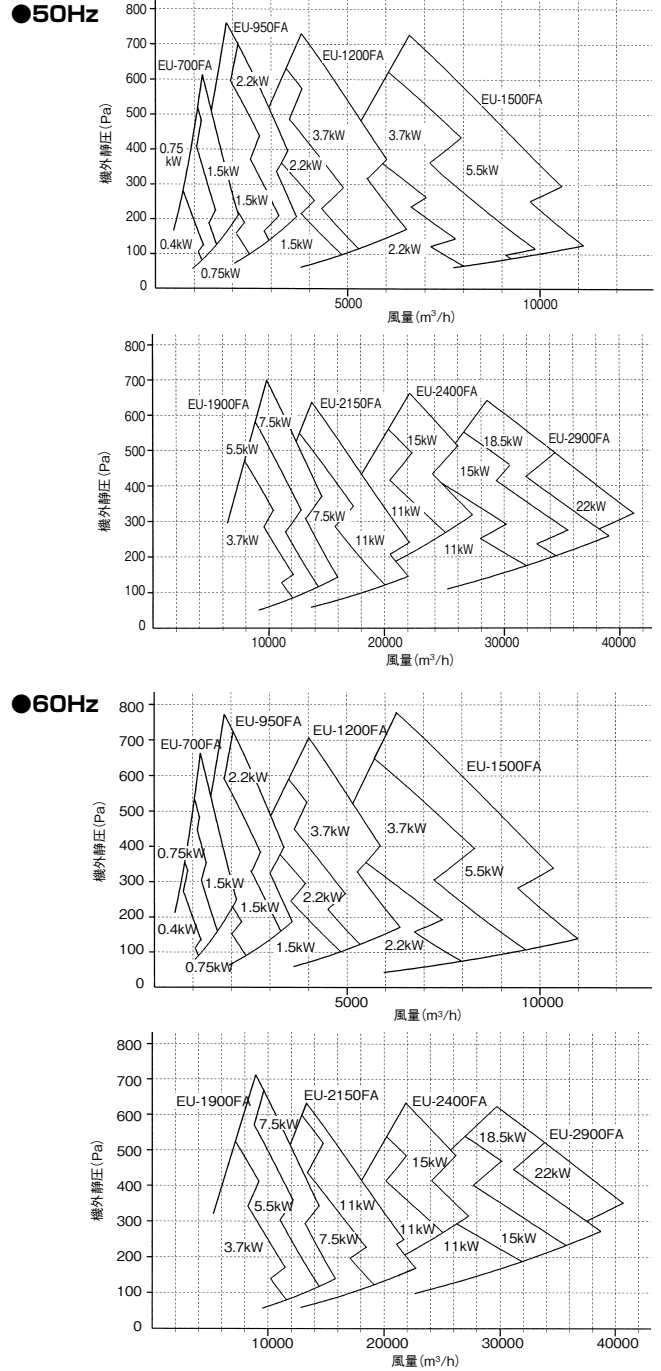 ●50Hz
800
700
600
500
400
300
200
100
0
機外静圧(Pa)
EU-950FA
EU-700FA
EU-1200FA
EU-1500FA
2.2kW
0.75
kW
3.7kW
3.7kW
1.5kW
2.2kW
5.5kW
1.5kW
0.4kW
1.5kW
2.2kW
0.75kW
5000
10000
風量(m³/h)
800
700
600
500
400
300
200
100
0
機外静圧(Pa)
EU-2400FA
EU-1900FA
EU-2150FA
7.5kW
5.5kW
15kW
18.5kW
EU-2900FA
15kW
22kW
7.5kW
11kW
3.7kW
11kW
11kW
10000
20000
30000
40000
風量(m³/h)
●60Hz
800
700
600
500
400
300
200
100
0
機外静圧(Pa)
EU-950FA
EU-700FA
EU-1200FA
EU-1500FA
2.2kW
3.7kW
3.7kW
0.75kW
1.5kW
5.5kW
2.2kW
1.5kW
0.4kW
1.5kW
2.2kW
0.75kW
5000
10000
風量(m³/h)
800
700
600
500
400
300
200
100
0
機外静圧(Pa)
EU-1900FA
EU-2150FA
EU-2400FA
7.5kW
18.5kW
EU-2900FA
15kW
22kW
5.5kW
11kW
11kW
3.7kW
7.5kW
11kW
15kW
10000
20000
30000
40000
風量(m³/h)